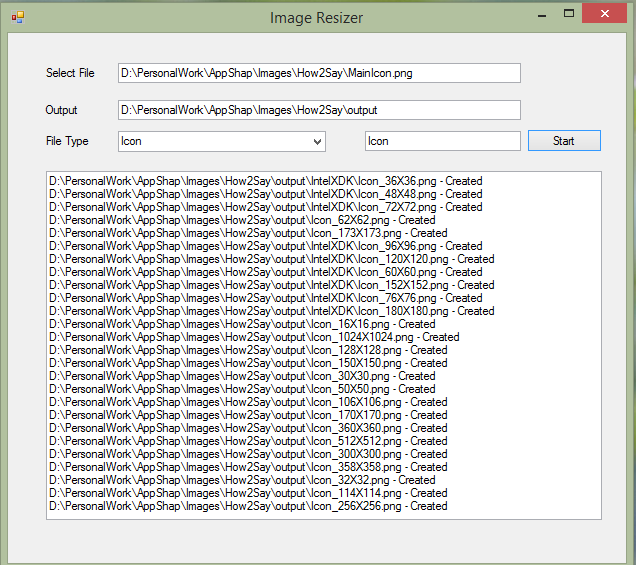 Image Resizer
Select File D:\PersonalWork\AppShap\Images\How2Say\MainIcon.png
Output D:\PersonalWork\AppShap\Images\How2Say\output
File Type Icon Icon Start
D:\PersonalWork\AppShap\Images\How2Say\output\IntelXDK\Icon_36X36.png - Created
D:\PersonalWork\AppShap\Images\How2Say\output\IntelXDK\Icon_48X48.png - Created
D:\PersonalWork\AppShap\Images\How2Say\output\IntelXDK\Icon_72X72.png - Created
D:\PersonalWork\AppShap\Images\How2Say\output\Icon_62X62.png - Created
D:\PersonalWork\AppShap\Images\How2Say\output\Icon_173X173.png - Created
D:\PersonalWork\AppShap\Images\How2Say\output\IntelXDK\Icon_96X96.png - Created
D:\PersonalWork\AppShap\Images\How2Say\output\IntelXDK\Icon_120X120.png - Created
D:\PersonalWork\AppShap\Images\How2Say\output\IntelXDK\Icon_60X60.png - Created
D:\PersonalWork\AppShap\Images\How2Say\output\IntelXDK\Icon_152X152.png - Created
D:\PersonalWork\AppShap\Images\How2Say\output\IntelXDK\Icon_76X76.png - Created
D:\PersonalWork\AppShap\Images\How2Say\output\IntelXDK\Icon_180X180.png - Created
D:\PersonalWork\AppShap\Images\How2Say\output\Icon_16X16.png - Created
D:\PersonalWork\AppShap\Images\How2Say\output\Icon_1024X1024.png - Created
D:\PersonalWork\AppShap\Images\How2Say\output\Icon_128X128.png - Created
D:\PersonalWork\AppShap\Images\How2Say\output\Icon_150X150.png - Created
D:\PersonalWork\AppShap\Images\How2Say\output\Icon_30X30.png - Created
D:\PersonalWork\AppShap\Images\How2Say\output\Icon_50X50.png - Created
D:\PersonalWork\AppShap\Images\How2Say\output\Icon_106X106.png - Created
D:\PersonalWork\AppShap\Images\How2Say\output\Icon_170X170.png - Created
D:\PersonalWork\AppShap\Images\How2Say\output\Icon_360X360.png - Created
D:\PersonalWork\AppShap\Images\How2Say\output\Icon_512X512.png - Created
D:\PersonalWork\AppShap\Images\How2Say\output\Icon_300X300.png - Created
D:\PersonalWork\AppShap\Images\How2Say\output\Icon_358X358.png - Created
D:\PersonalWork\AppShap\Images\How2Say\output\Icon_32X32.png - Created
D:\PersonalWork\AppShap\Images\How2Say\output\Icon_114X114.png - Created
D:\PersonalWork\AppShap\Images\How2Say\output\Icon_256X256.png - Created